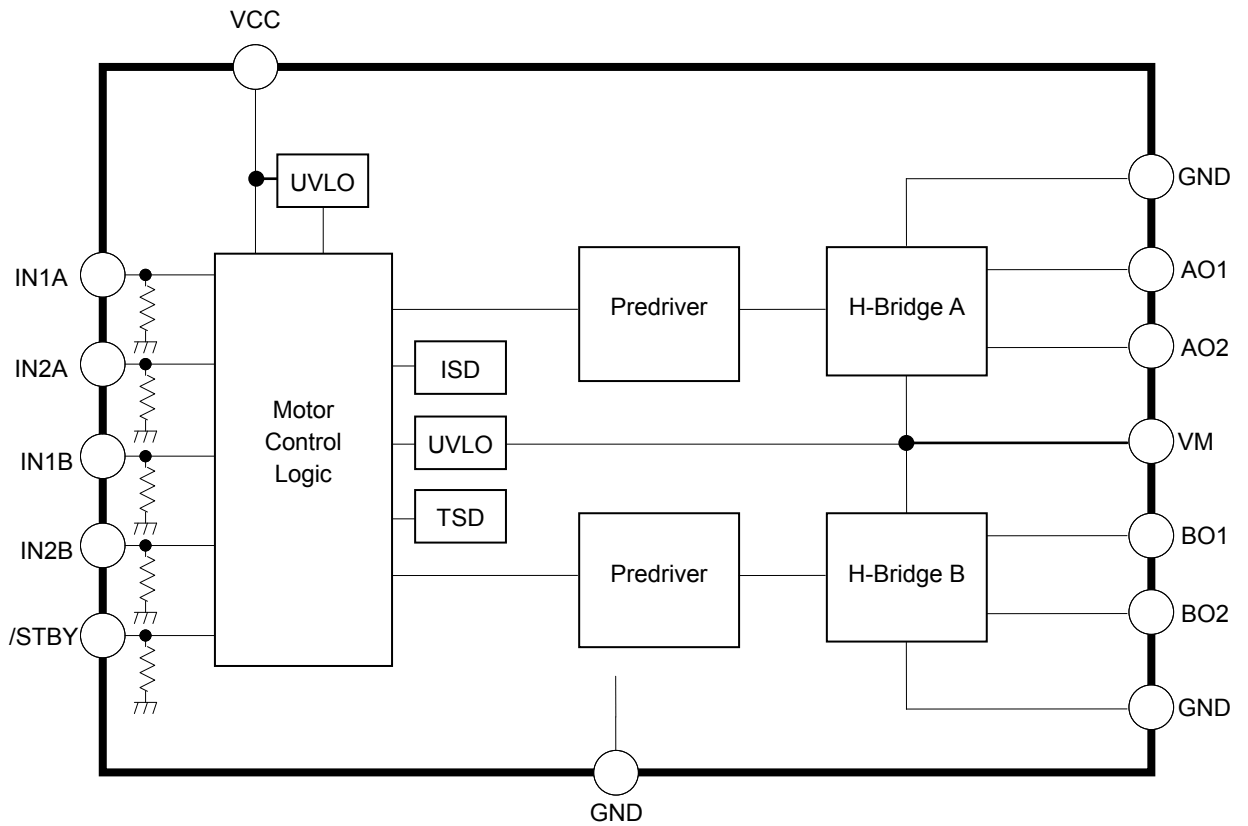 VCC
UVLO
GND
IN1A
AO1
Predriver
H-Bridge A
AO2
IN2A
ISD
Motor
Control
Logic
UVLO
VM
IN1B
TSD
BO1
IN2B
Predriver
H-Bridge B
BO2
/STBY
GND
GND